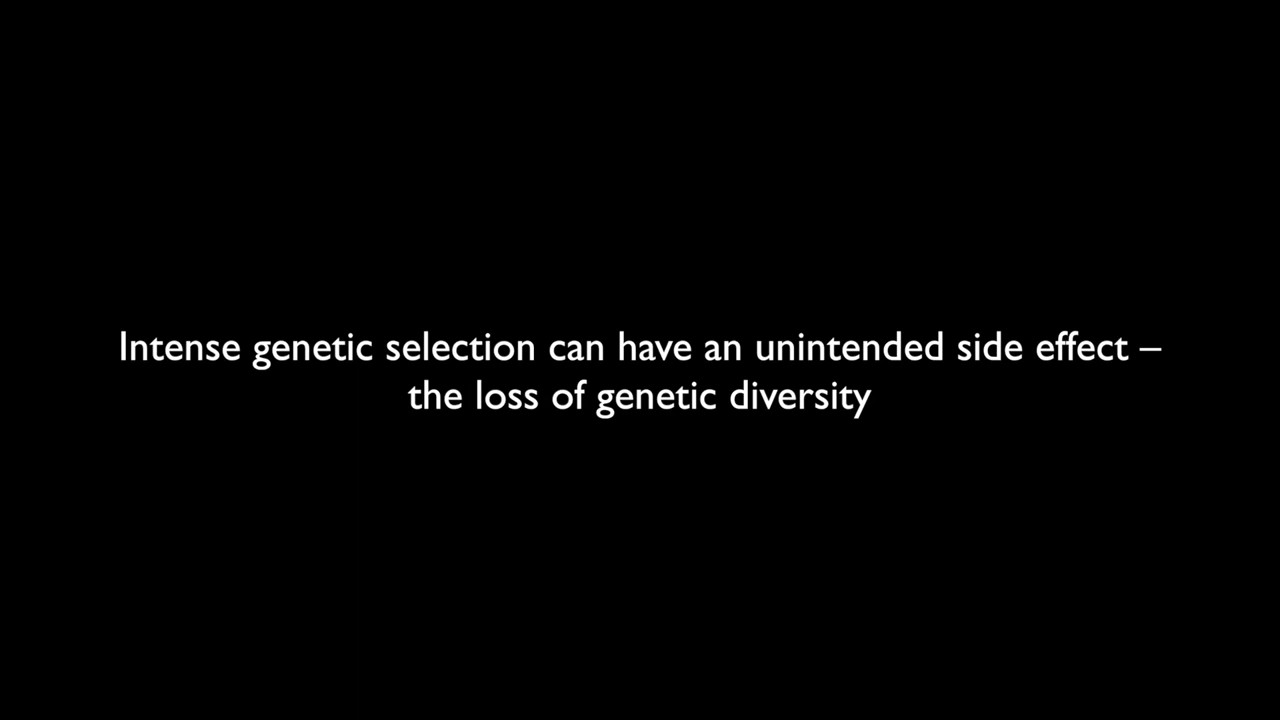 Intense genetic selection can have an unintended side effect –
the loss of genetic diversity